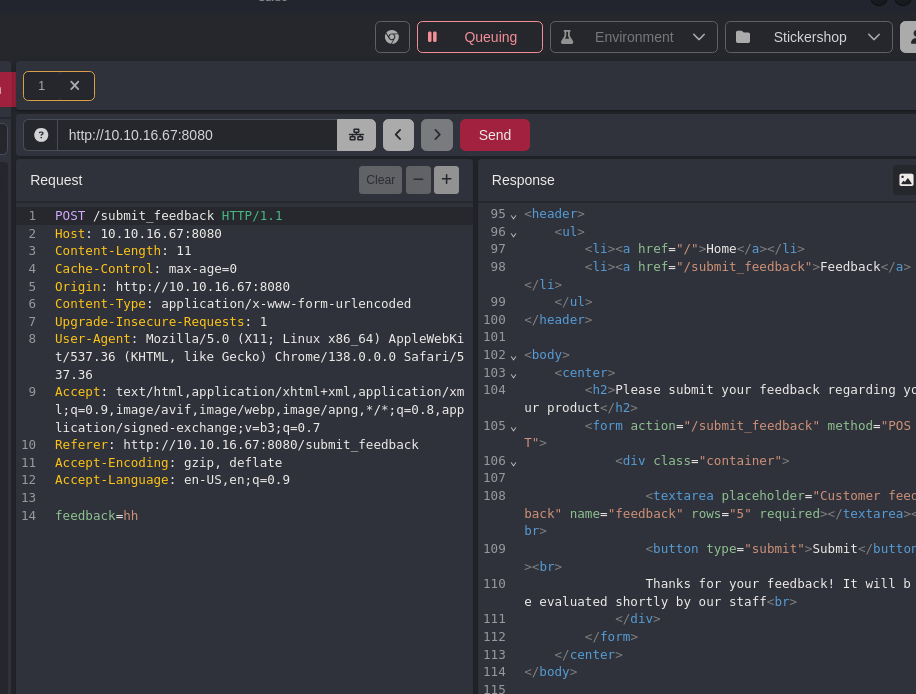 Queuing
Environment
Stickershop
1
http://10.10.16.67:8080
Send
Request
Clear
Response
1 POST /submit_feedback HTTP/1.1
2 Host: 10.10.16.67:8080
3 Content-Length: 11
4 Cache-Control: max-age=0
5 Origin: http://10.10.16.67:8080
6 Content-Type: application/x-www-form-urlencoded
7 Upgrade-Insecure-Requests: 1
8 User-Agent: Mozilla/5.0 (X11; Linux x86_64) AppleWebKi
t/537.36 (KHTML, like Gecko) Chrome/138.0.0.0 Safari/5
37.36
9 Accept: text/html,application/xhtml+xml,application/xm
l;q=0.9,image/avif,image/webp,image/apng,*/*;q=0.8,app
lication/signed-exchange;v=b3;q=0.7
10 Referer: http://10.10.16.67:8080/submit_feedback
11 Accept-Encoding: gzip, deflate
12 Accept-Language: en-US,en;q=0.9
13
14 feedback=hh
95 <header>
96 <ul>
97 <li><a href="/">Home</a></li>
98 <li><a href="/submit_feedback">Feedback</a>
</li>
99 </ul>
100 </header>
101
102 <body>
103 <center>
104 <h2>Please submit your feedback regarding yo
ur product</h2>
105 <form action="/submit_feedback" method="POS
T">
106 <div class="container">
107
108 <textarea placeholder="Customer feed
back" name="feedback" rows="5" required></textarea><
br>
109 <button type="submit">Submit</button
><br>
110 Thanks for your feedback! It will b
e evaluated shortly by our staff<br>
111 </div>
112 </form>
113 </center>
114 </body>
115